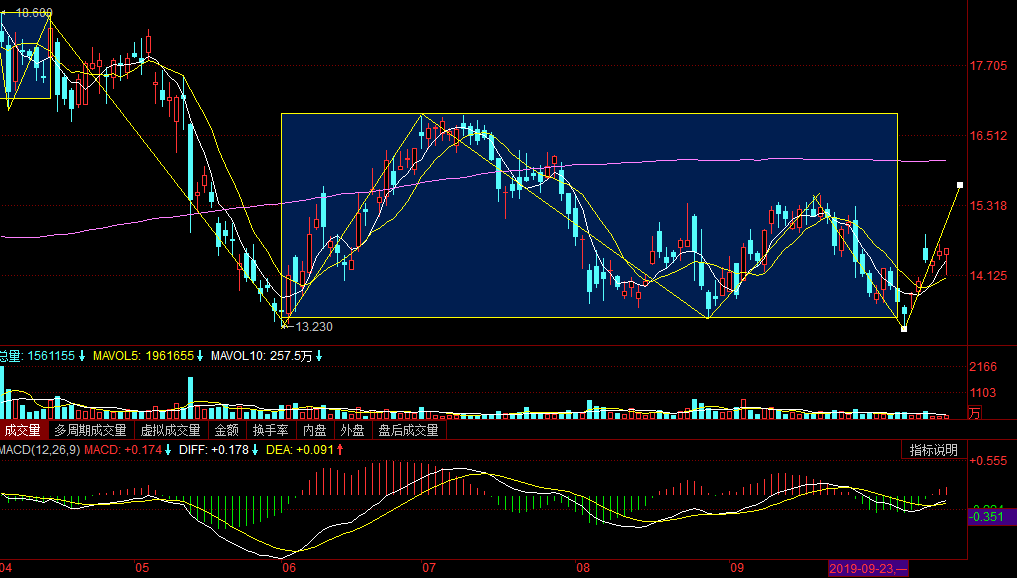 18.680
17.705
16.512
15.318
14.125
13.230
总量: 1561155↓ MAVOL5: 1961655↓ MAVOL10: 257.5万↓
2166
1103
万
成交量 多周期成交量 虚拟成交量 金额 换手率 内盘 外盘 盘后成交量
MACD(12,26,9) MACD: +0.174↓ DIFF: +0.178↓ DEA: +0.091↑ 指标说明
+0.555
-0.351
04 05 06 07 08 09 2019-09-23,一